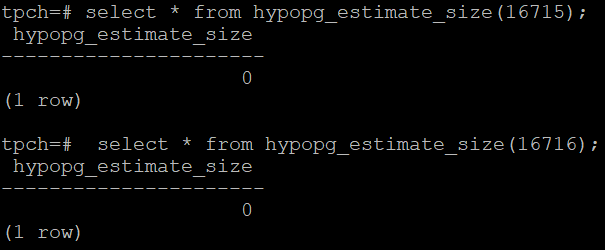 tpch=# select * from hypopg_estimate_size(16715);
 hypopg_estimate_size
----------------------
                    0
(1 row)

tpch=#  select * from hypopg_estimate_size(16716);
 hypopg_estimate_size
----------------------
                    0
(1 row)